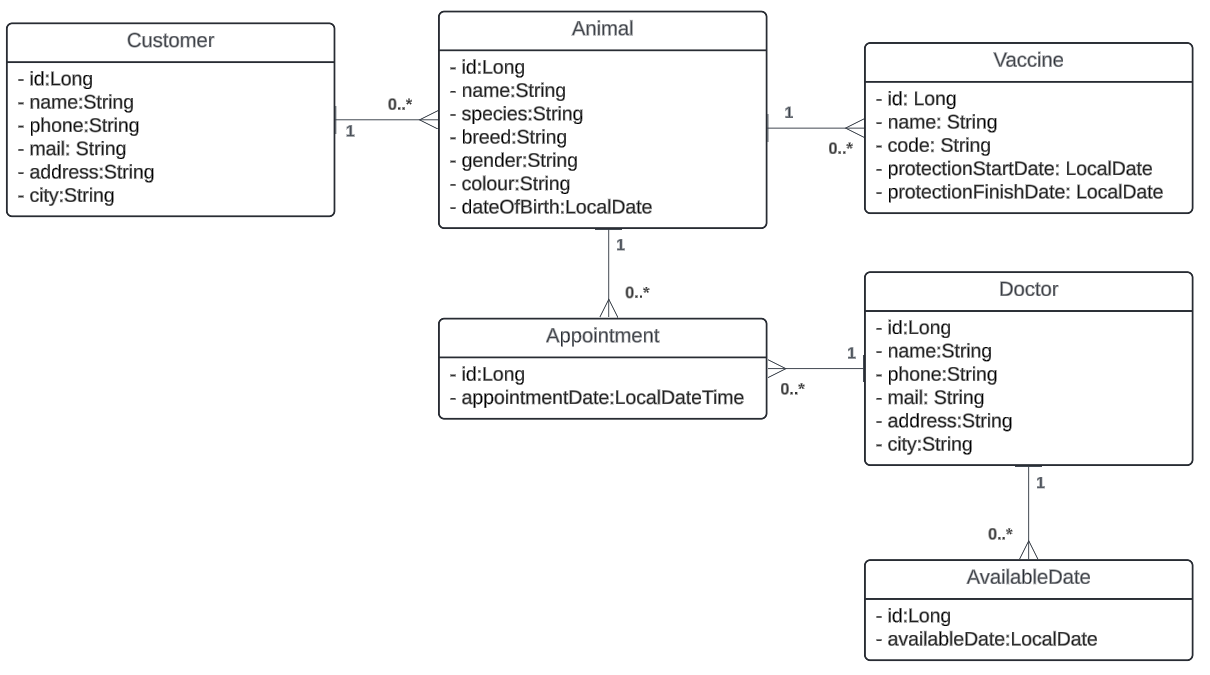 Customer
- id:Long
- name:String
- phone:String
- mail: String
- address:String
- city:String
0..*
1
Animal
- id:Long
- name:String
- species:String
- breed:String
- gender:String
- colour:String
- dateOfBirth:LocalDate
1
0..*
Vaccine
- id: Long
- name: String
- code: String
- protectionStartDate: LocalDate
- protectionFinishDate: LocalDate
1
0..*
Appointment
- id:Long
- appointmentDate:LocalDateTime
1
0..*
Doctor
- id:Long
- name:String
- phone:String
- mail: String
- address:String
- city:String
1
0..*
AvailableDate
- id:Long
- availableDate:LocalDate